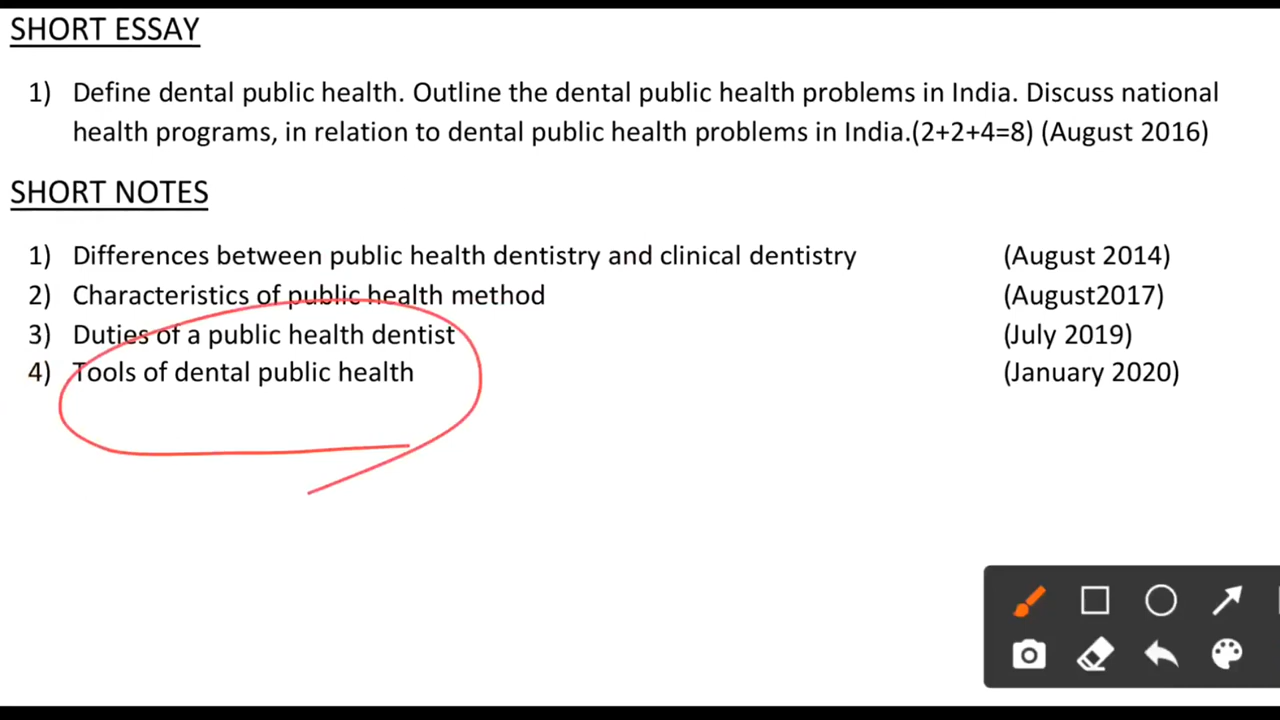 SHORT ESSAY
1) Define dental public health. Outline the dental public health problems in India. Discuss national
health programs, in relation to dental public health problems in India.(2+2+4=8) (August 2016)
SHORT NOTES
1) Differences between public health dentistry and clinical dentistry (August 2014)
2) Characteristics of public health method (August2017)
3) Duties of a public health dentist (July 2019)
4) Tools of dental public health (January 2020)